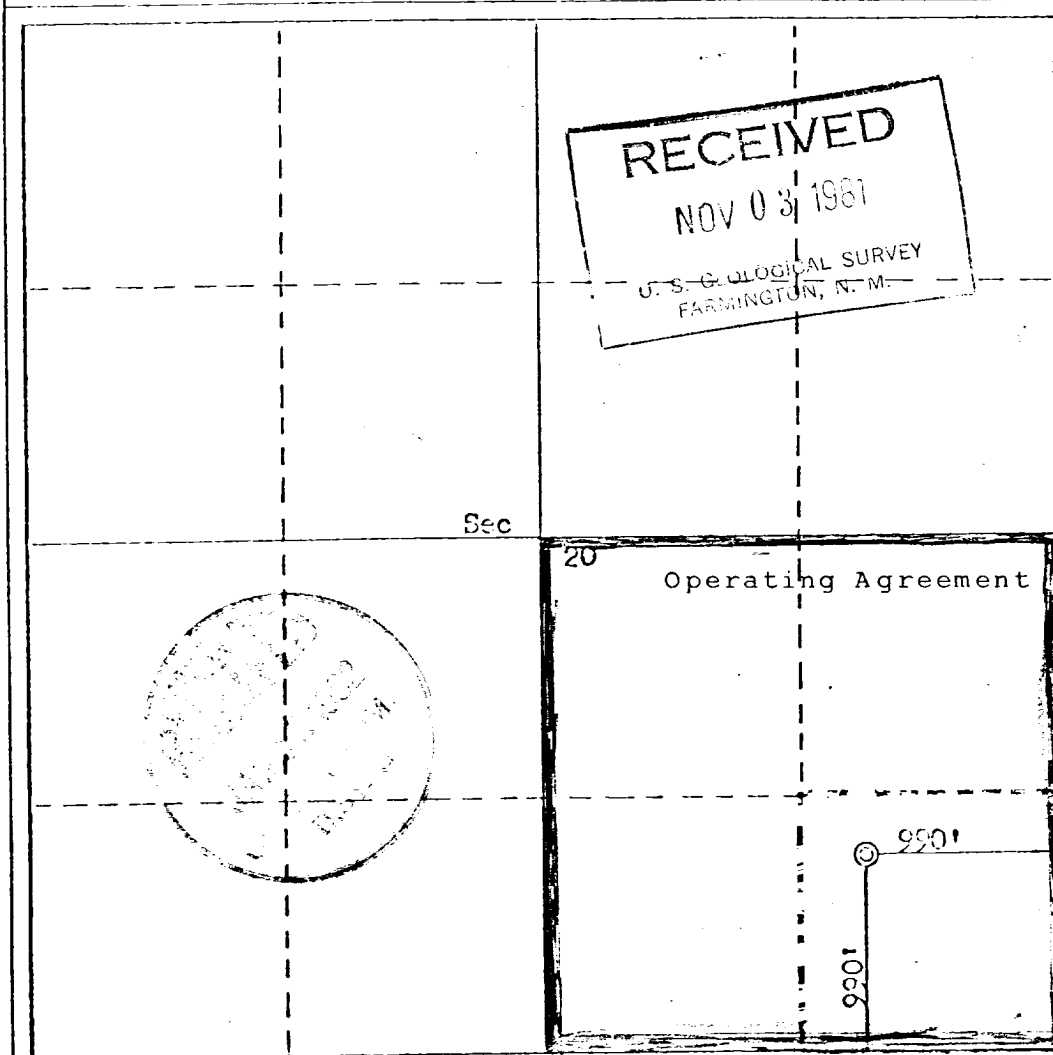 RECEIVED
NOV 03 1981
U. S. GEOLOGICAL SURVEY
FARMINGTON, N. M.
Sec
20
Operating Agreement
990'
990'